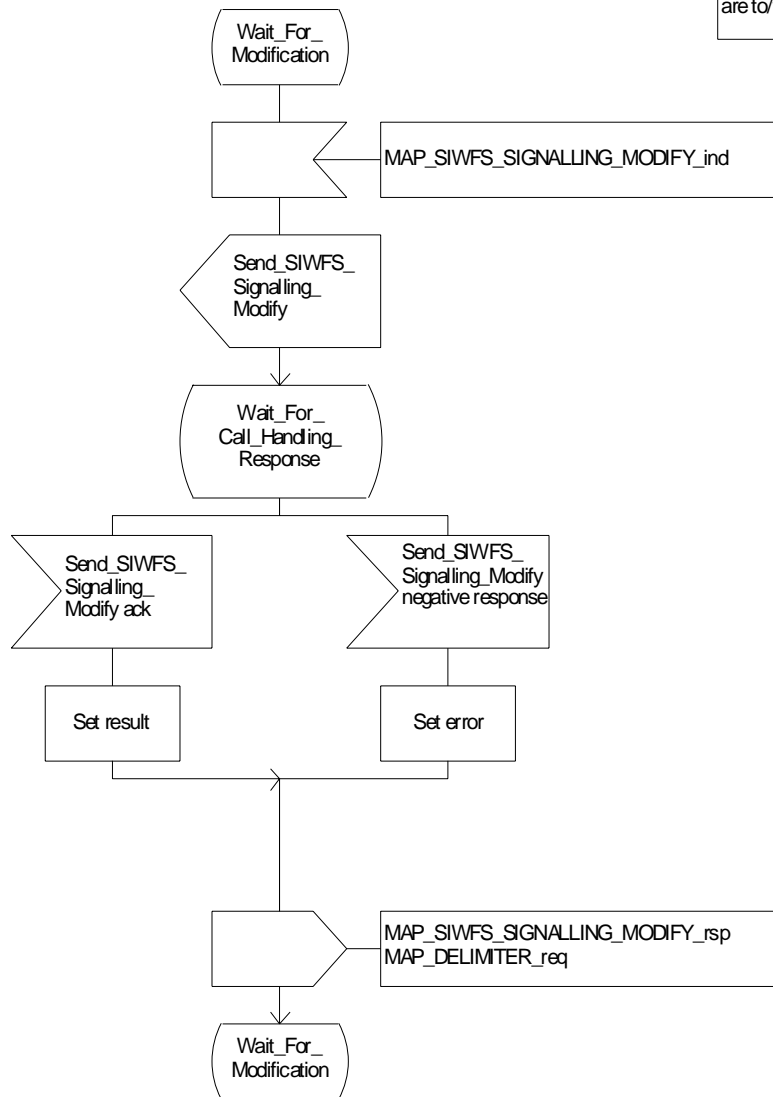 are to/
Wait_For_
Modification
MAP_SIWFS_SIGNALLING_MODIFY_ind
Send_SIWFS_
Signalling_
Modify
Wait_For_
Call_Handling_
Response
Send_SIWFS_
Signalling_
Modify ack
Send_SIWFS_
Signalling_Modify
negative response
Set result
Set error
MAP_SIWFS_SIGNALLING_MODIFY_rsp
MAP_DELIMITER_req
Wait_For_
Modification